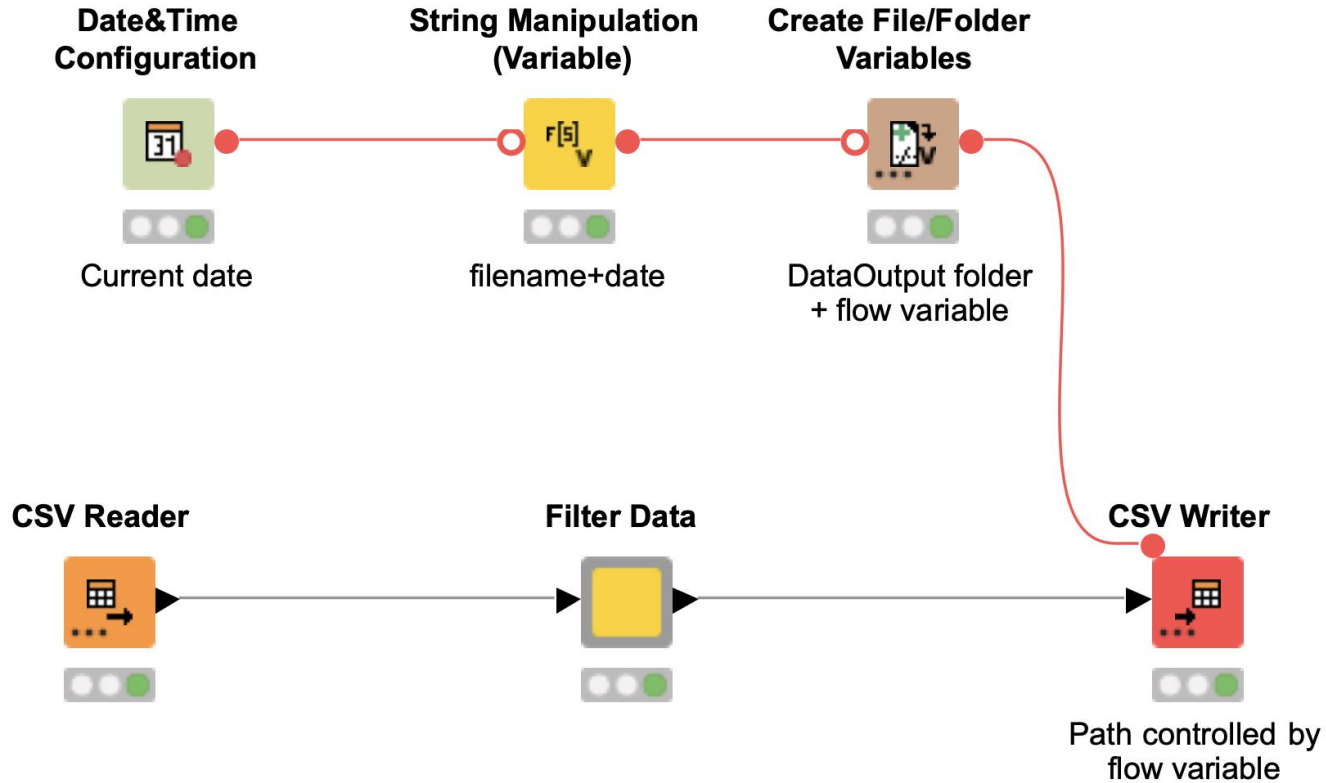 Date&Time
Configuration
String Manipulation
(Variable)
Create File/Folder
Variables
31
F[S]
V
V
Current date
filename+date
DataOutput folder
+ flow variable
CSV Reader
Filter Data
CSV Writer
Path controlled by
flow variable